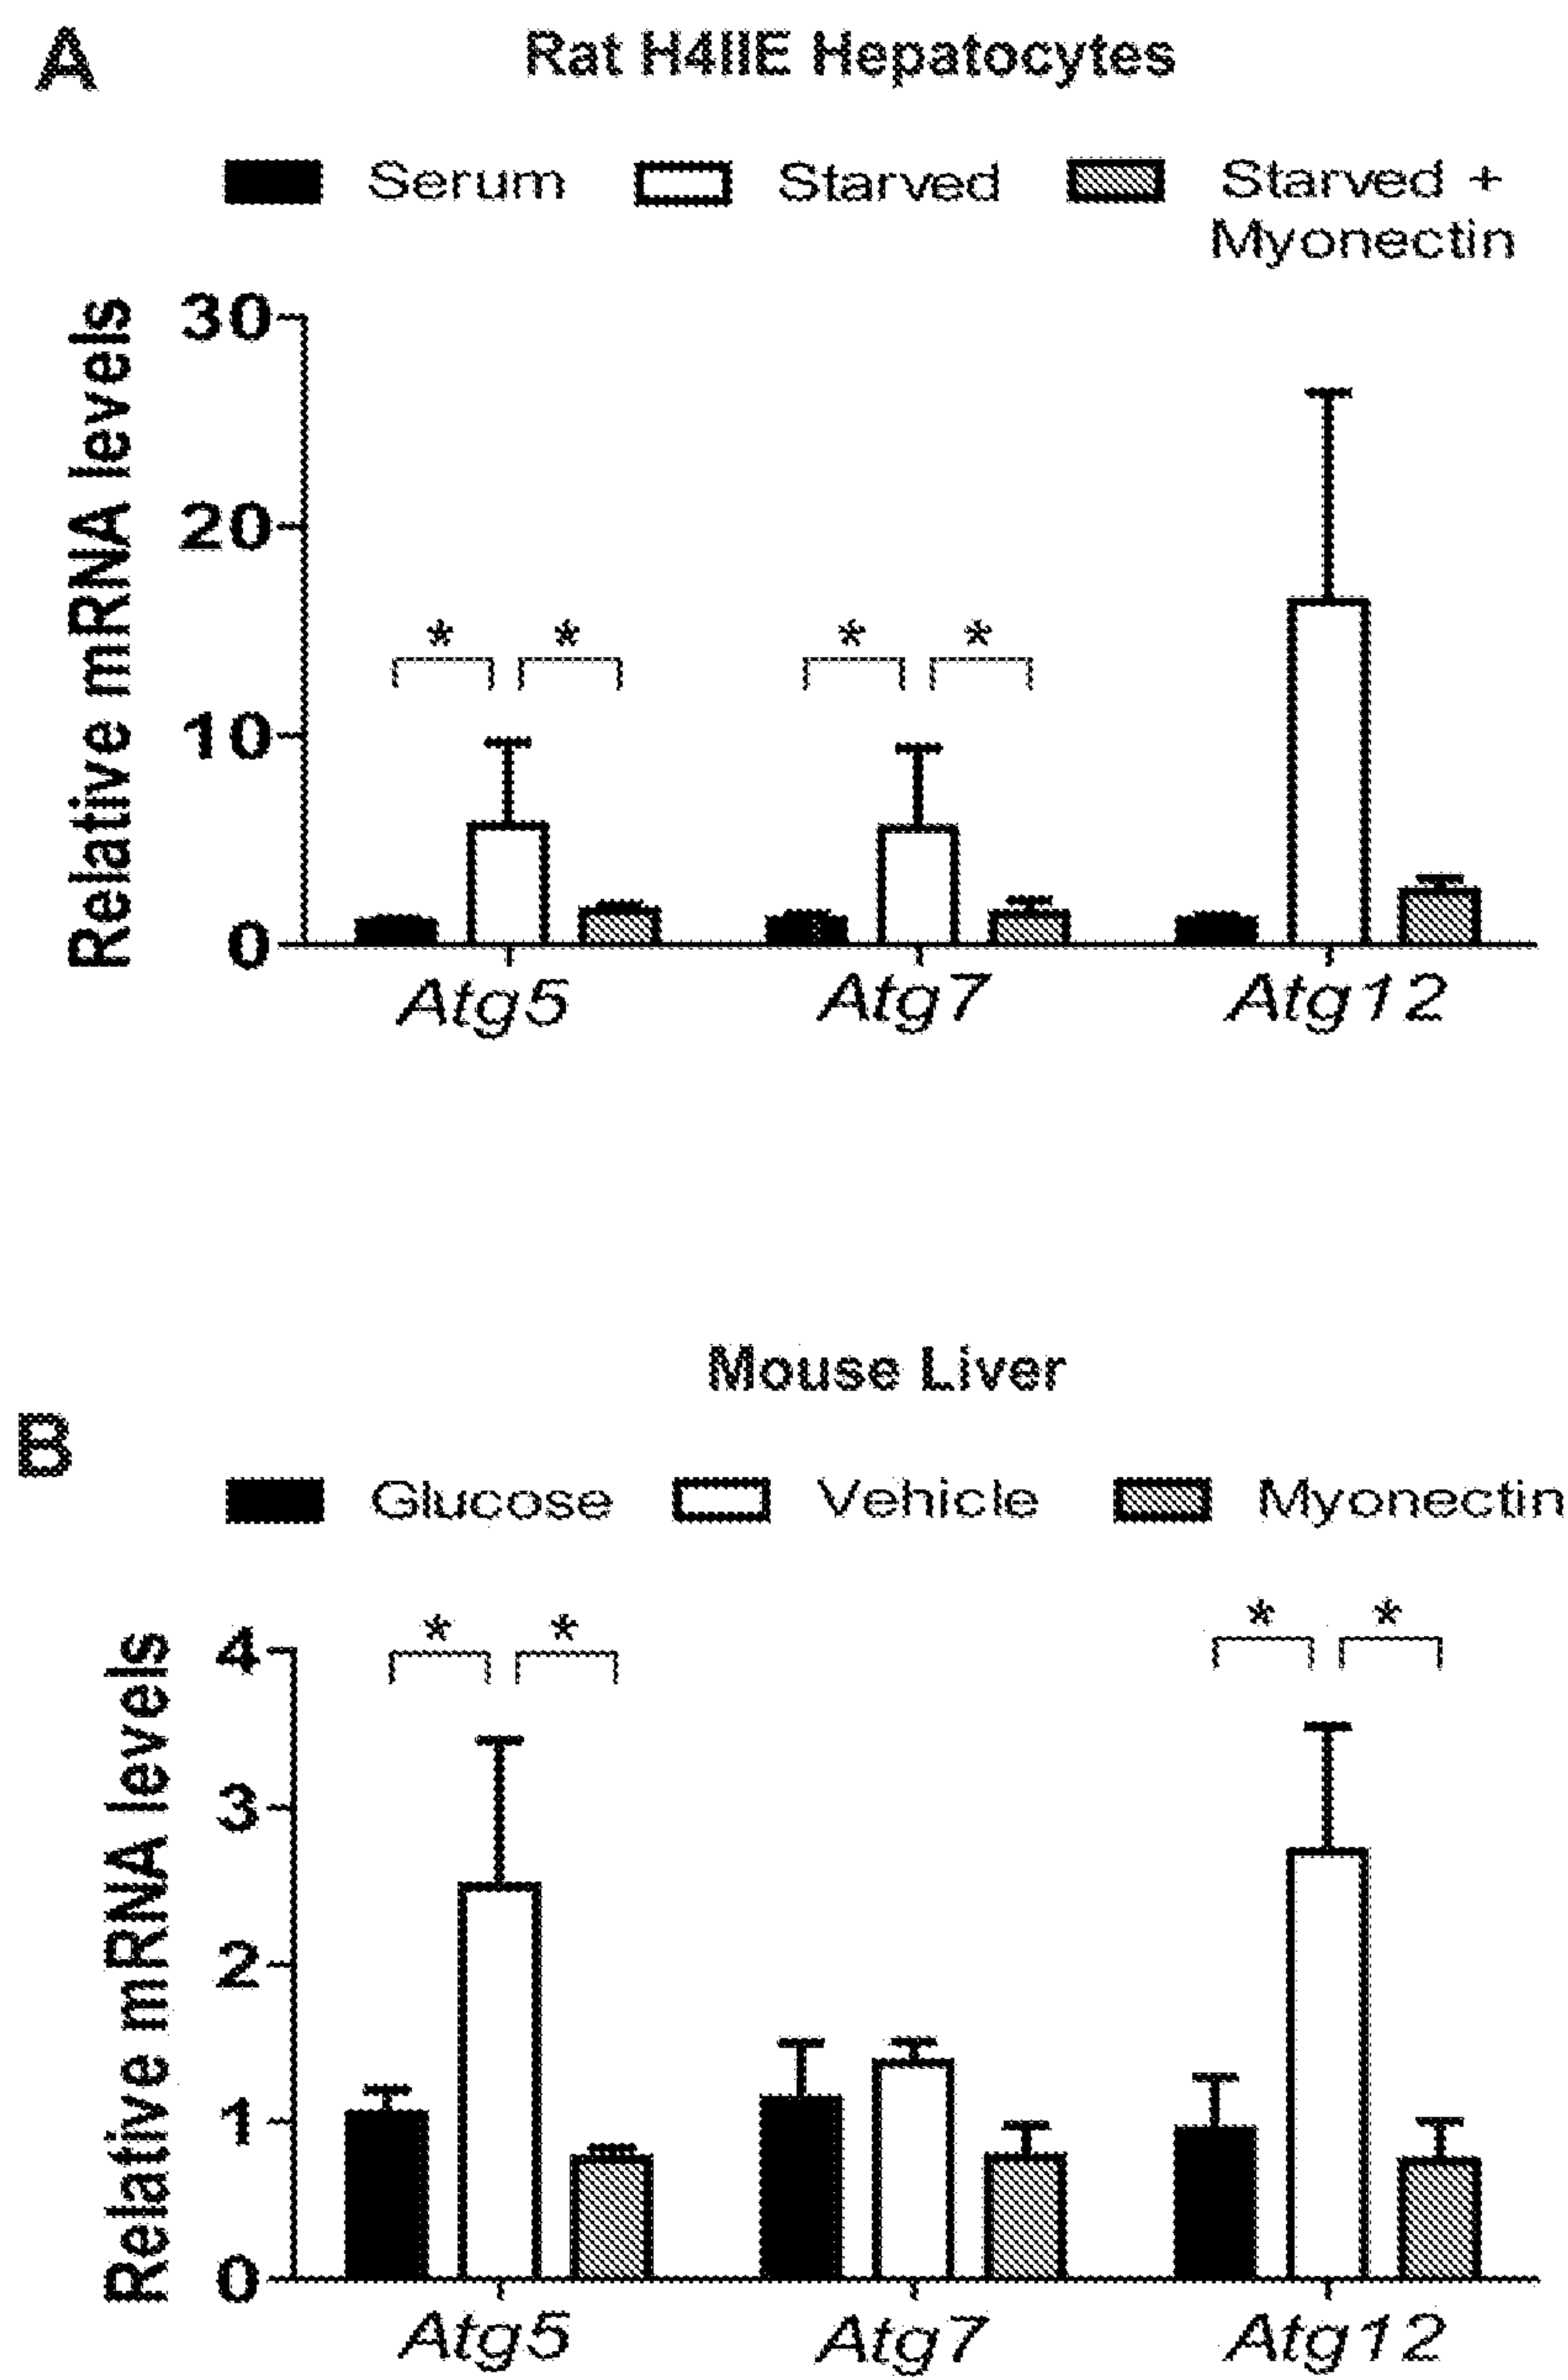 A
Rat H4IIE Hepatocytes
Serum Starved Starved +
Myonectin
Relative mRNA levels
30
20
10
0
* * * *
Atg5 Atg7 Atg12
Mouse Liver
B
Glucose Vehicle Myonectin
Relative mRNA levels
4
3
2
1
0
* * * *
Atg5 Atg7 Atg12